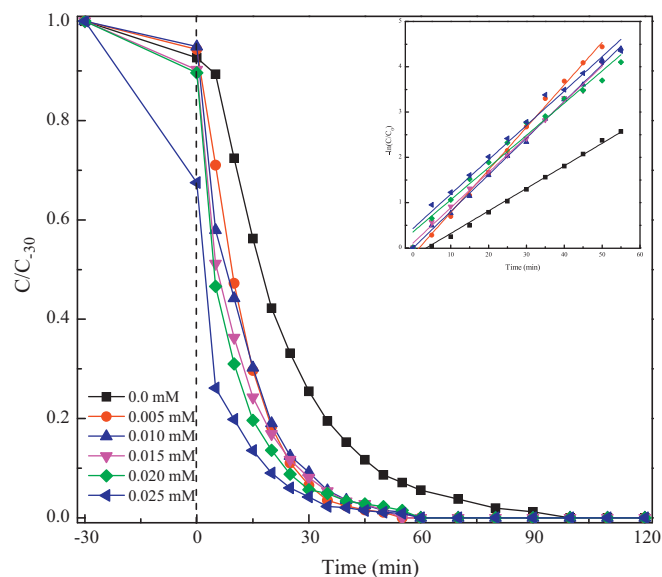 1.0
0.8
0.6
0.4
0.2
0.0
C/C-30
0.0 mM
0.005 mM
0.010 mM
0.015 mM
0.020 mM
0.025 mM
-30 0 30 60 90 120
Time (min)
-ln(C/C0)
5
4
3
2
1
0
0 10 20 30 40 50 60
Time (min)